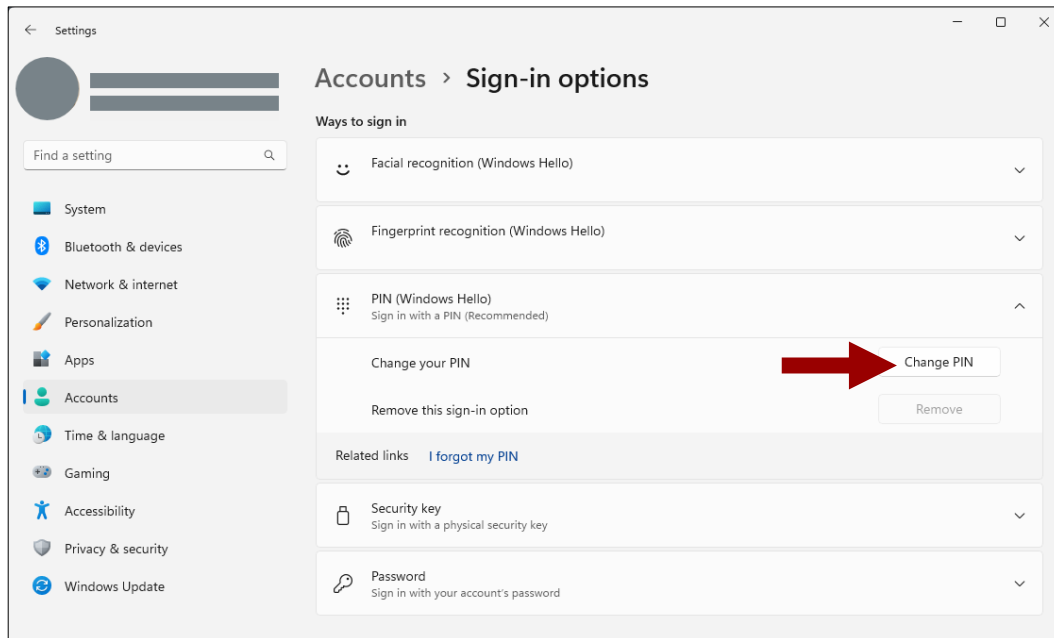 Settings
Accounts > Sign-in options
Ways to sign in
Find a setting
System
Bluetooth & devices
Network & internet
Personalization
Apps
Accounts
Time & language
Gaming
Accessibility
Privacy & security
Windows Update
Facial recognition (Windows Hello)
Fingerprint recognition (Windows Hello)
PIN (Windows Hello)
Sign in with a PIN (Recommended)
Change your PIN
Change PIN
Remove this sign-in option
Remove
Related links I forgot my PIN
Security key
Sign in with a physical security key
Password
Sign in with your account's password